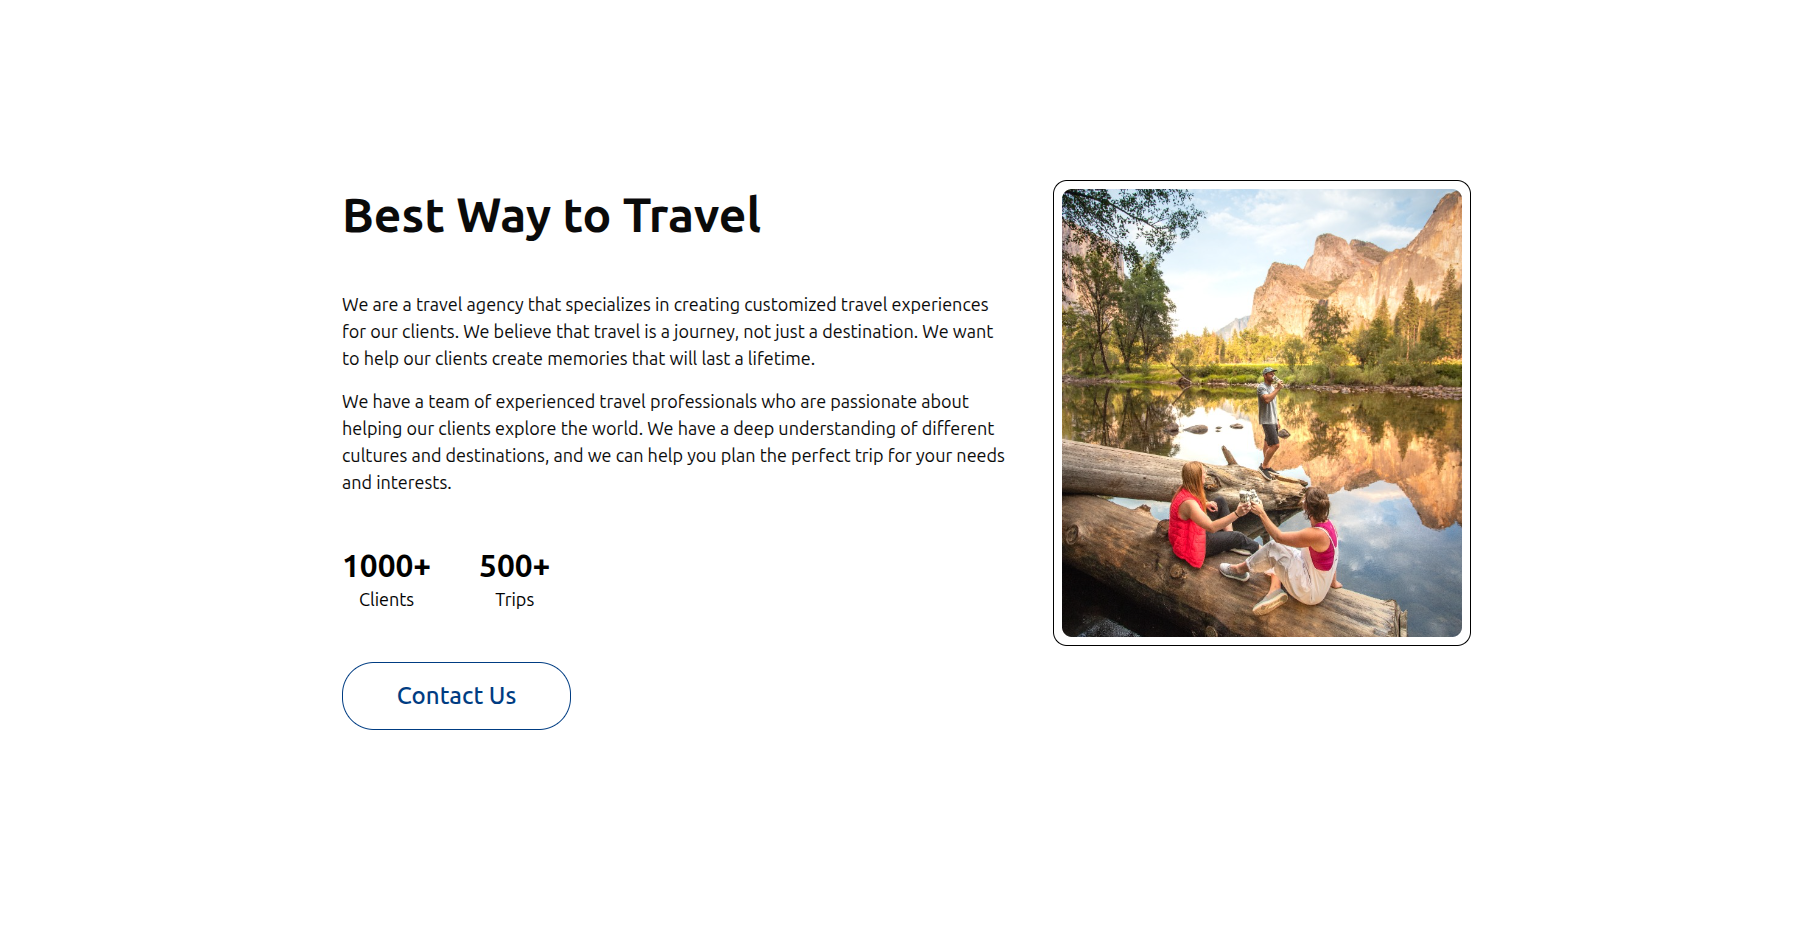 Best Way to Travel
We are a travel agency that specializes in creating customized travel experiences
for our clients. We believe that travel is a journey, not just a destination. We want
to help our clients create memories that will last a lifetime.
We have a team of experienced travel professionals who are passionate about
helping our clients explore the world. We have a deep understanding of different
cultures and destinations, and we can help you plan the perfect trip for your needs
and interests.
1000+
Clients
500+
Trips
Contact Us